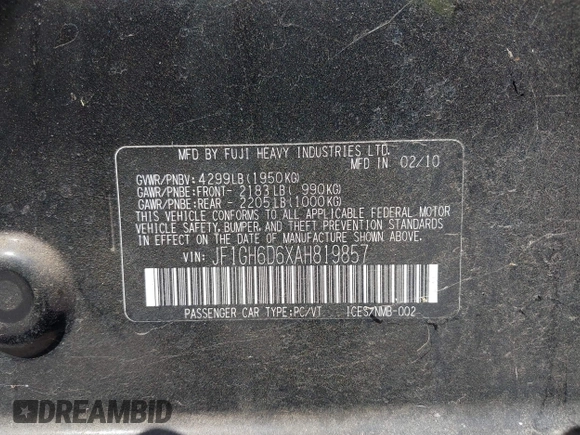 MFD BY FUJI HEAVY INDUSTRIES LTD.
MFD IN 02/10
GVWR/PNBV: 4299LB(1950KG)
GAWR/PNBE:FRONT- 2183LB( 990KG)
GAWR/PNBE:REAR - 2205LB(1000KG)
THIS VEHICLE CONFORMS TO ALL APPLICABLE FEDERAL MOTOR
VEHICLE SAFETY, BUMPER, AND THEFT PREVENTION STANDARDS
IN EFFECT ON THE DATE OF MANUFACTURE SHOWN ABOVE.
VIN: JF1GH6D6XAH819857
PASSENGER CAR TYPE:PC/VT ICES7NMB-002
DREAMBID